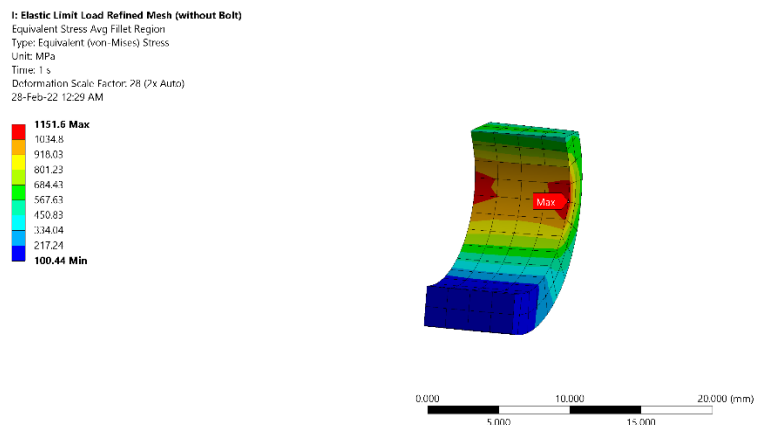 I: Elastic Limit Load Refined Mesh (without Bolt)
Equivalent Stress Avg Fillet Region
Type: Equivalent (von-Mises) Stress
Unit: MPa
Time: 1 s
Deformation Scale Factor: 28 (2x Auto)
28-Feb-22 12:29 AM
1151.6 Max
1034.8
918.03
801.23
684.43
567.63
450.83
334.04
217.24
100.44 Min
Max
0.000 10.000 20.000 (mm)
5.000 15.000